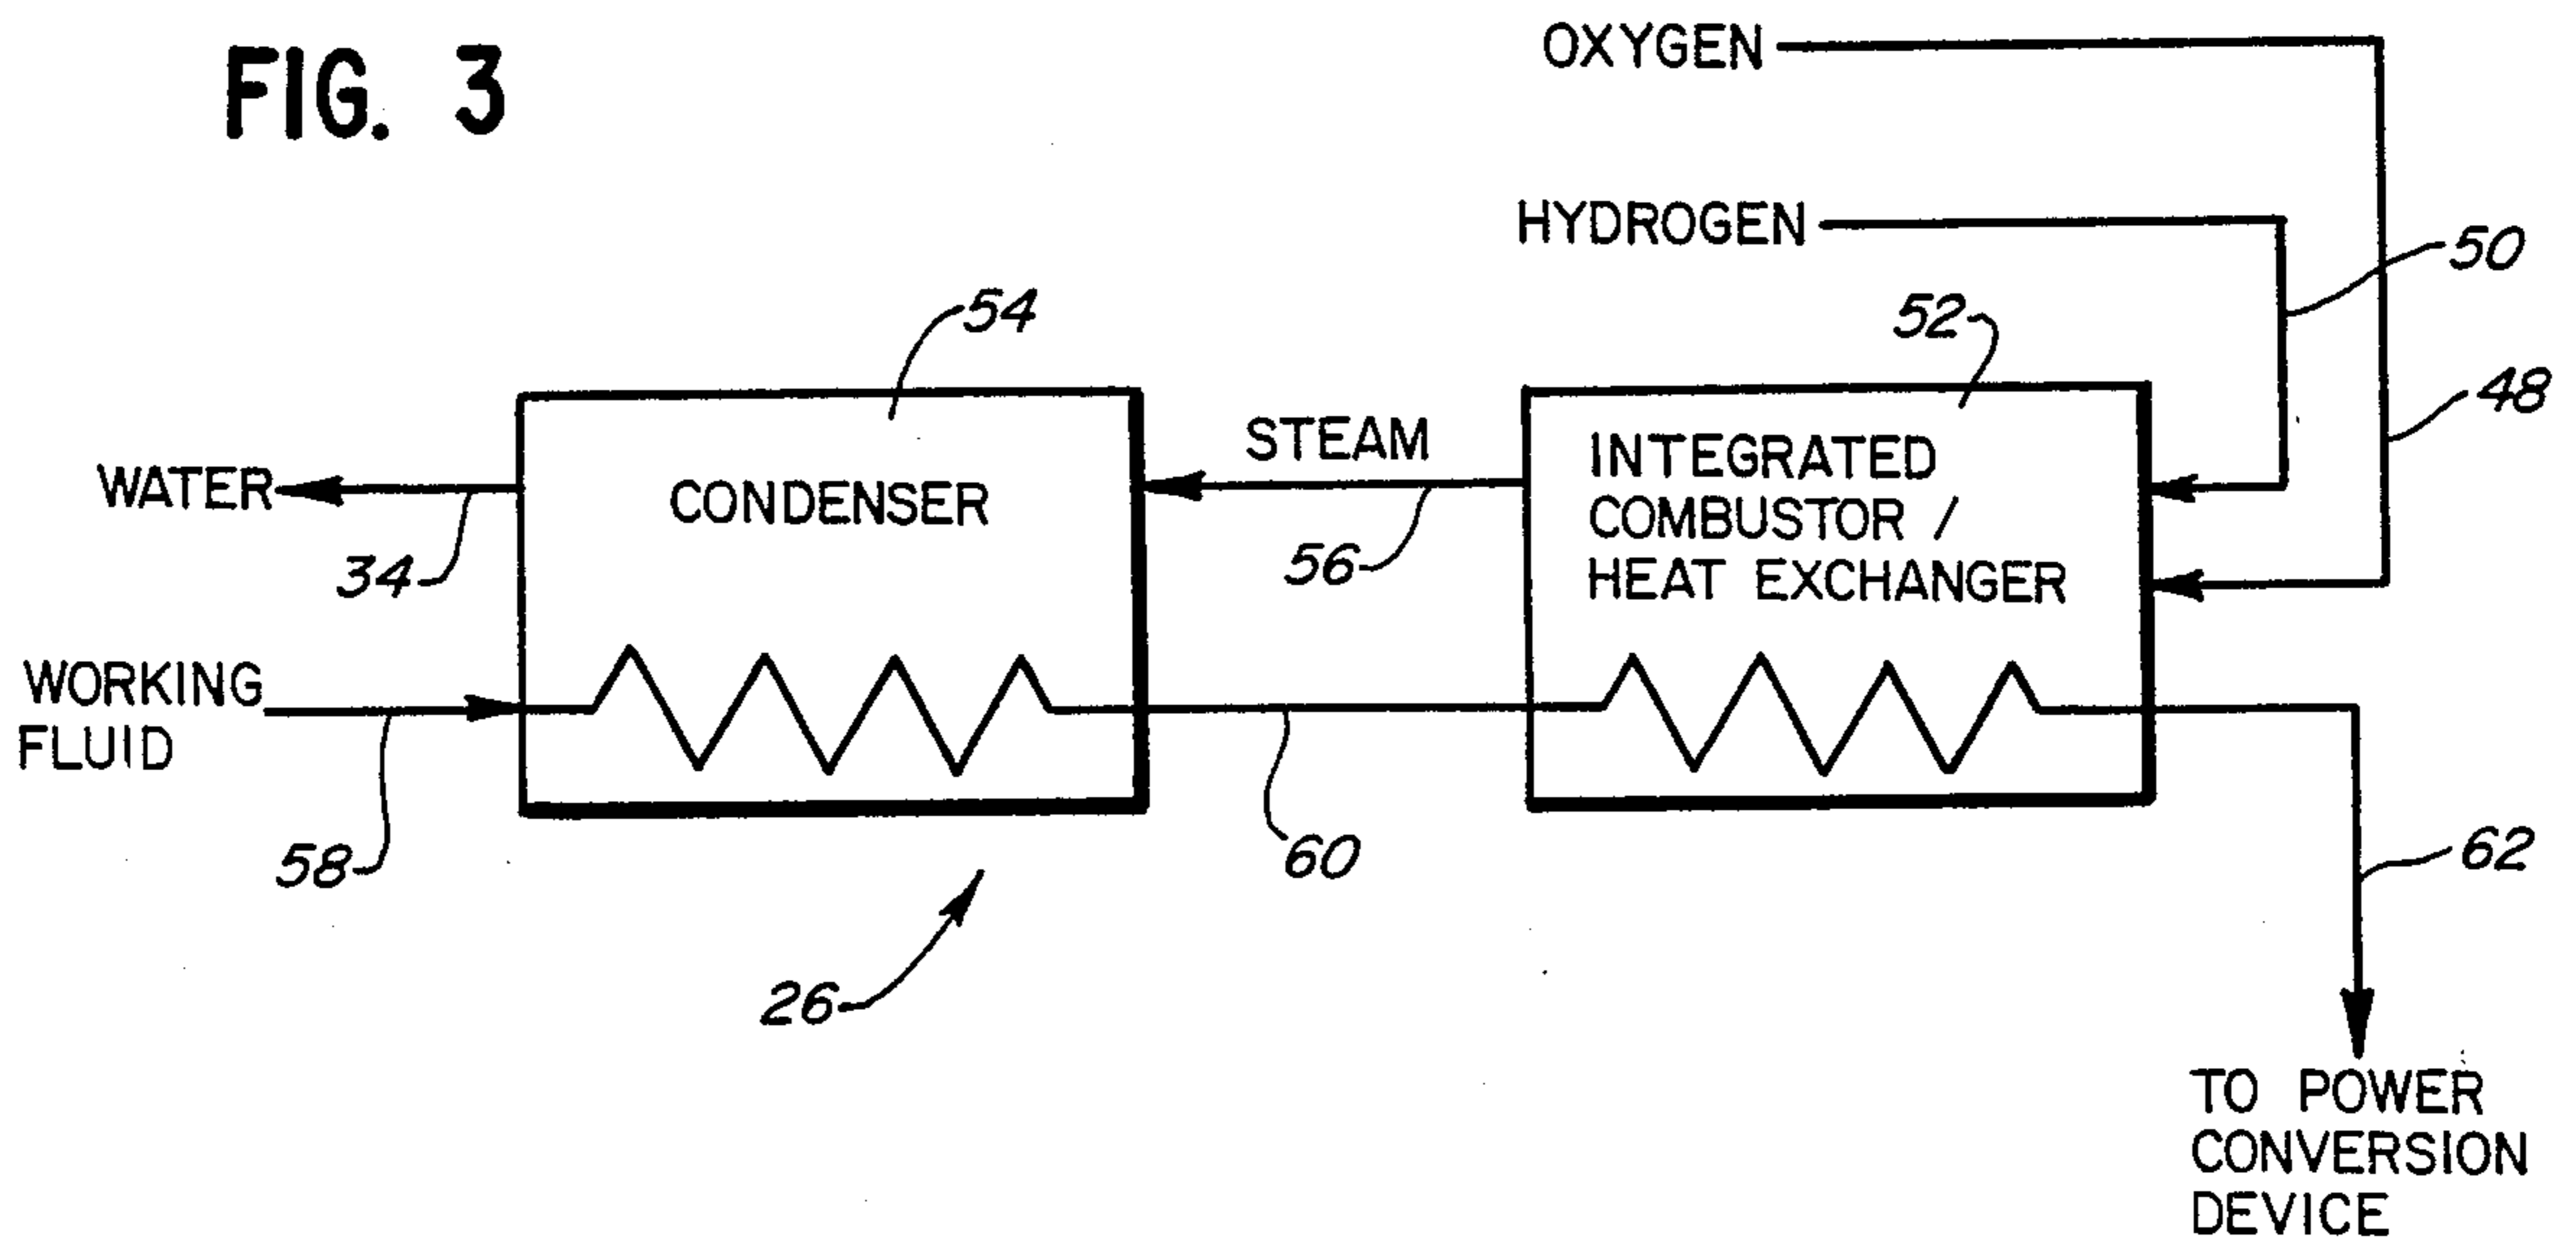 FIG. 3
OXYGEN
HYDROGEN
50
54
52
48
STEAM
INTEGRATED
COMBUSTOR /
HEAT EXCHANGER
WATER
CONDENSER
34
56
WORKING
FLUID
58
60
62
26
TO POWER
CONVERSION
DEVICE